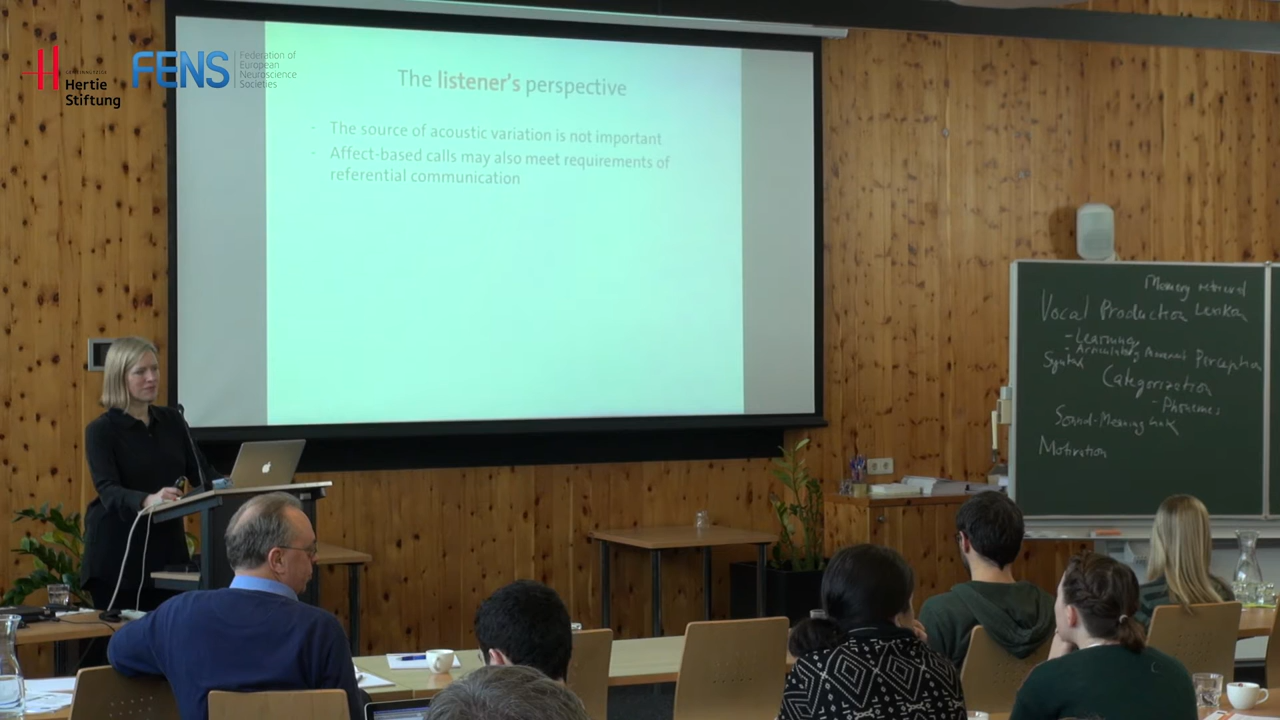 GEMEINNÜTZIGE
Hertie
Stiftung
FENS
Federation of
European
Neuroscience
Societies
The listener's perspective
- The source of acoustic variation is not important
- Affect-based calls may also meet requirements of
referential communication
Memory retrieval
Vocal Production Lexikon
- Learning
- Articulatory
Syntax
Perception
Categorization
- Phonemes
Sound-Meaning link
Motivation